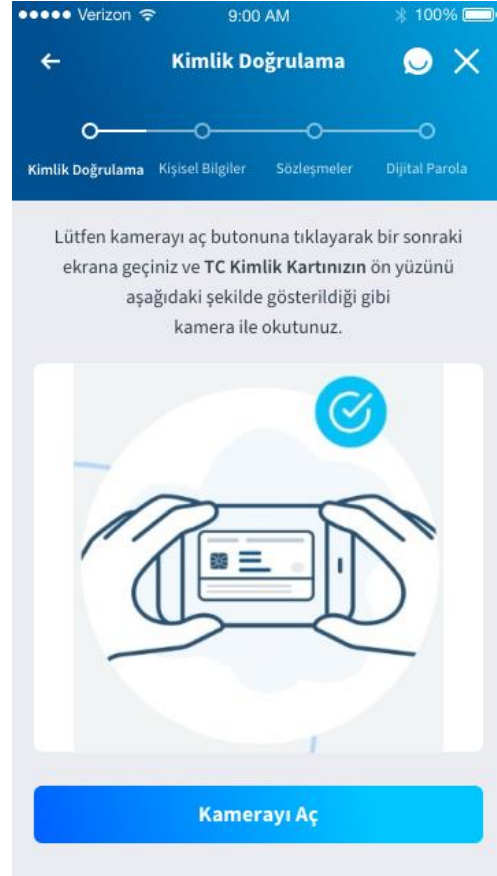 Verizon 9:00 AM 100%
Kimlik Doğrulama
Kimlik Doğrulama Kişisel Bilgiler Sözleşmeler Dijital Parola
Lütfen kamerayı aç butonuna tıklayarak bir sonraki
ekrana geçiniz ve TC Kimlik Kartınızın ön yüzünü
aşağıdaki şekilde gösterildiği gibi
kamera ile okutunuz.
Kamerayı Aç